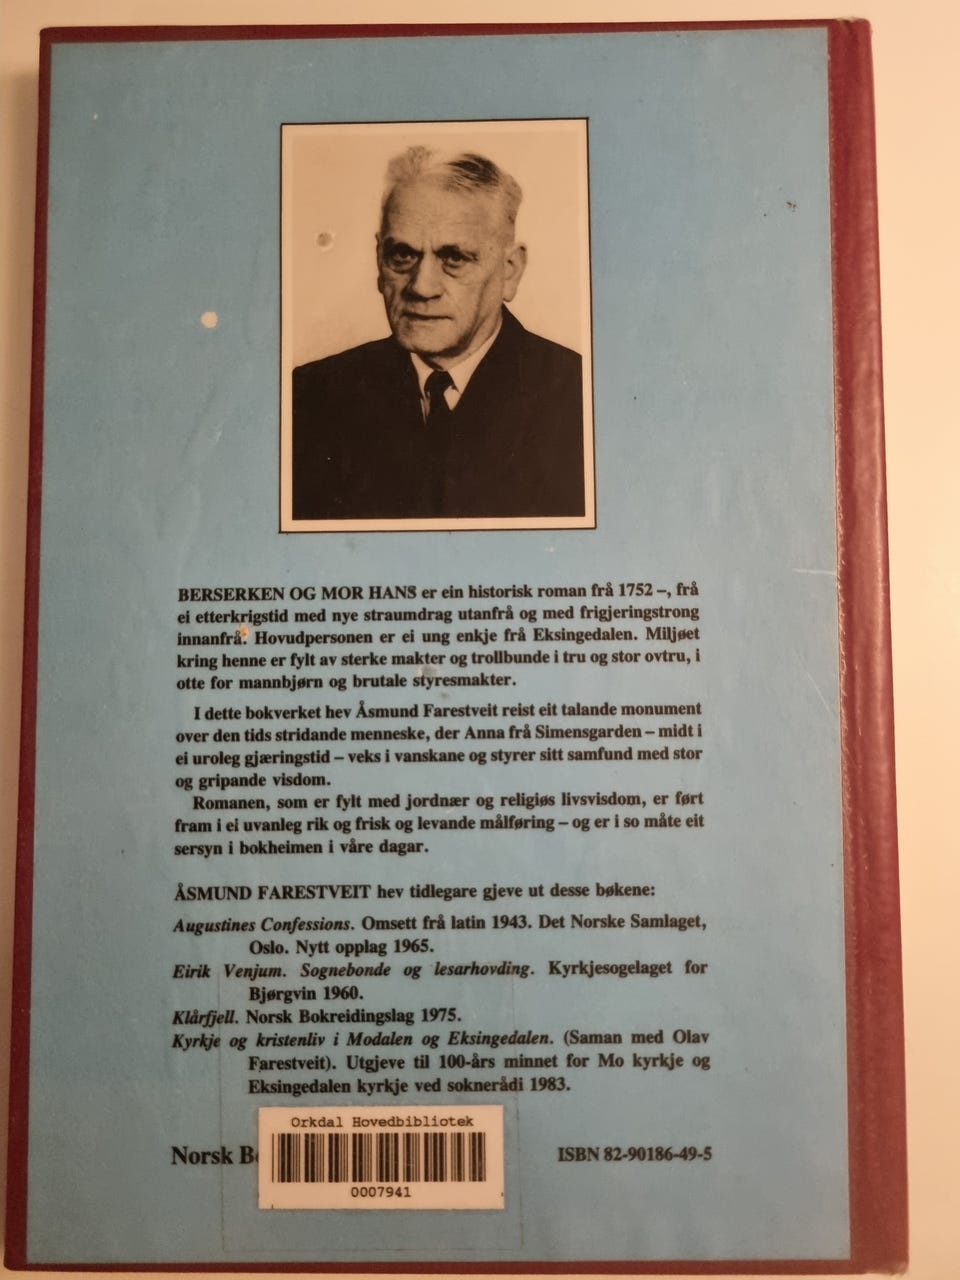 BERSERKEN OG MOR HANS er ein historisk roman frå 1752 –, frå
ei etterkrigstid med nye straumdrag utanfrå og med frigjeringstrong
innanfrå. Hovudpersonen er ei ung enkje frå Eksingedalen. Miljøet
kring henne er fylt av sterke makter og trollbunde i tru og stor ovtru, i
otte for mannbjørn og brutale styresmakter.
I dette bokverket hev Åsmund Farestveit reist eit talande monument
over den tids stridande menneske, der Anna frå Simensgarden – midt i
ei uroleg gjæringstid – veks i vanskane og styrer sitt samfund med stor
og gripande visdom.
Romanen, som er fylt med jordnær og religiøs livsvisdom, er ført
fram i ei uvanleg rik og frisk og levande målføring – og er i so måte eit
sersyn i bokheimen i våre dagar.
ÅSMUND FARESTVEIT hev tidlegare gjeve ut desse bøkene:
Augustines Confessions. Omsett frå latin 1943. Det Norske Samlaget,
Oslo. Nytt opplag 1965.
Eirik Venjum. Sognebonde og lesarhovding. Kyrkjesogelaget for
Bjørgvin 1960.
Klårfjell. Norsk Bokreidingslag 1975.
Kyrkje og kristenliv i Modalen og Eksingedalen. (Saman med Olav
Farestveit). Utgjeve til 100-års minnet for Mo kyrkje og
Eksingedalen kyrkje ved soknerådi 1983.
Orkdal Hovedbibliotek
0007941
Norsk
ISBN 82-90186-49-5